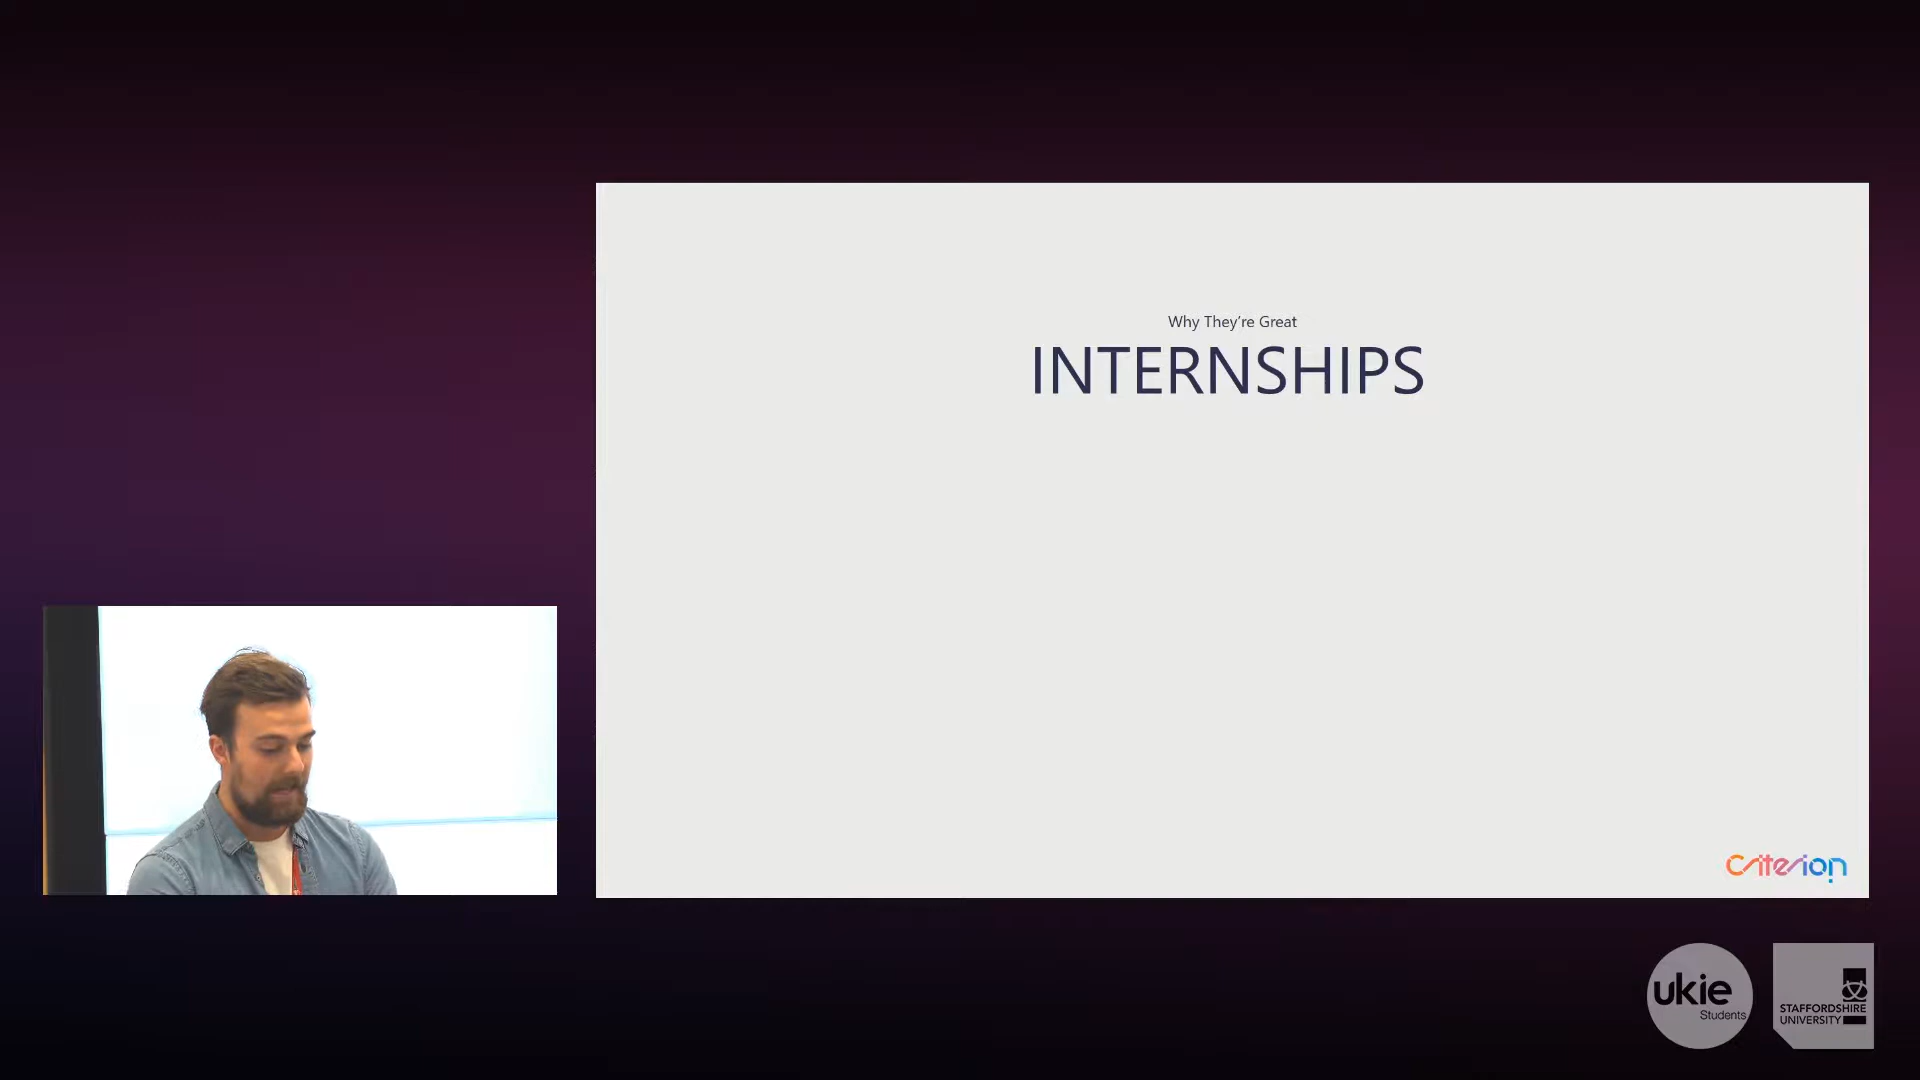 Why They're Great
INTERNSHIPS
criterion
ukie
Students
STAFFORDSHIRE
UNIVERSITY